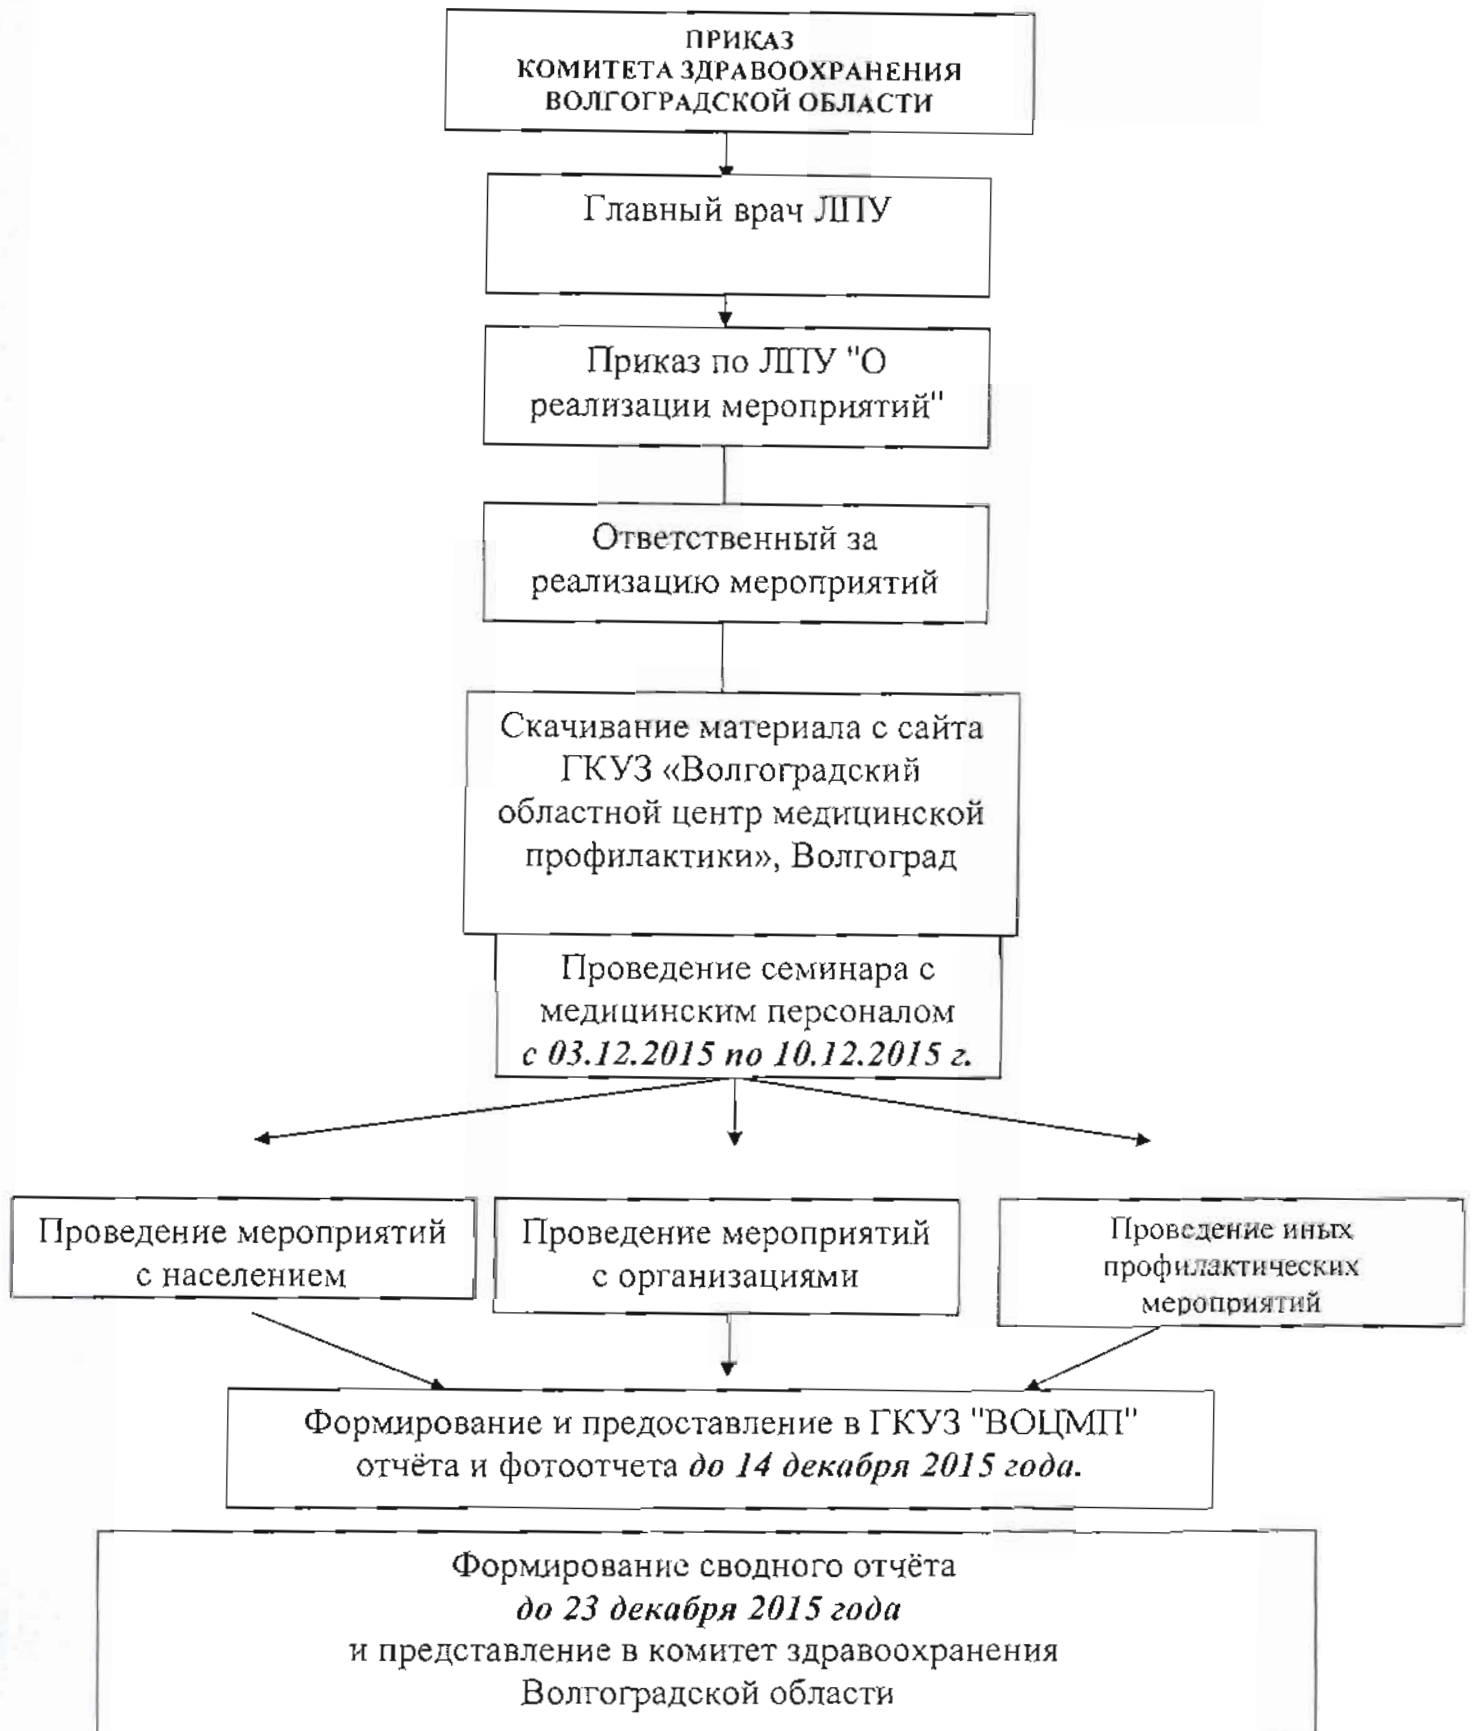 ПРИКАЗ
КОМИТЕТА ЗДРАВООХРАНЕНИЯ
ВОЛГОГРАДСКОЙ ОБЛАСТИ
Главный врач ЛПУ
Приказ по ЛПУ "О
реализации мероприятий"
Ответственный за
реализацию мероприятий
Скачивание материала с сайта
ГКУЗ «Волгоградский
областной центр медицинской
профилактики», Волгоград
Проведение семинара с
медицинским персоналом
с 03.12.2015 по 10.12.2015 г.
Проведение мероприятий
с населением
Проведение мероприятий
с организациями
Проведение иных
профилактических
мероприятий
Формирование и предоставление в ГКУЗ "ВОЦМП"
отчёта и фотоотчета до 14 декабря 2015 года.
Формирование сводного отчёта
до 23 декабря 2015 года
и представление в комитет здравоохранения
Волгоградской области